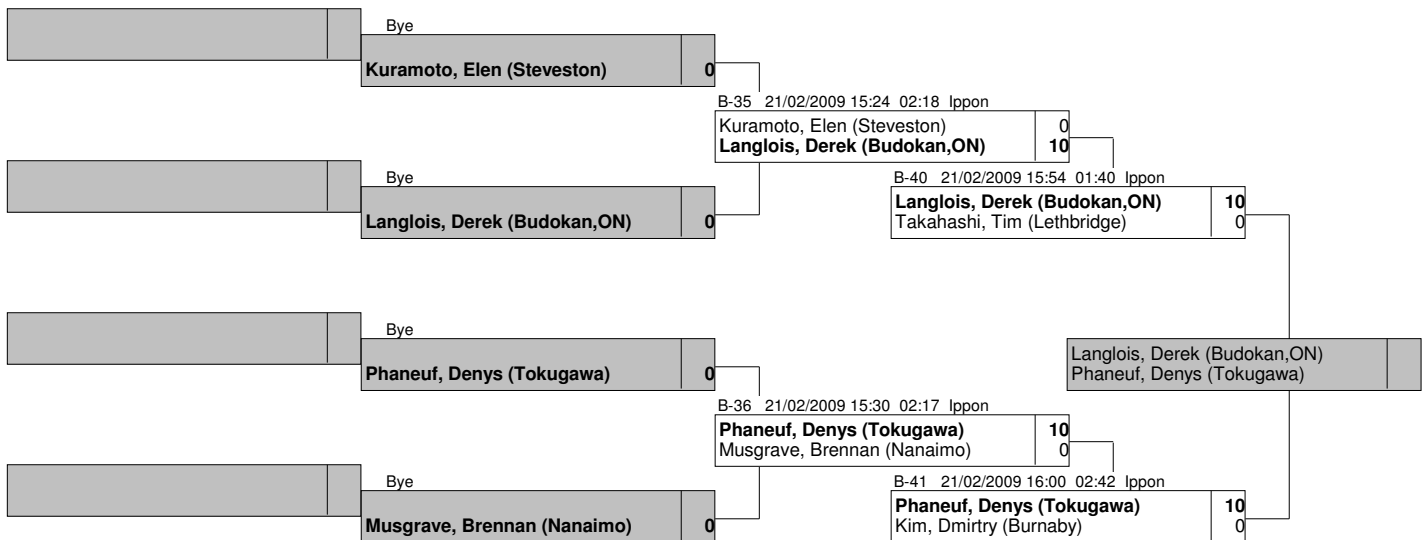 Bye
Kuramoto, Elen (Steveston) 0
B-35 21/02/2009 15:24 02:18 Ippon
Kuramoto, Elen (Steveston) 0
Langlois, Derek (Budokan,ON) 10
Bye
Langlois, Derek (Budokan,ON) 0
B-40 21/02/2009 15:54 01:40 Ippon
Langlois, Derek (Budokan,ON) 10
Takahashi, Tim (Lethbridge) 0
Bye
Phaneuf, Denys (Tokugawa) 0
Langlois, Derek (Budokan,ON)
Phaneuf, Denys (Tokugawa)
B-36 21/02/2009 15:30 02:17 Ippon
Phaneuf, Denys (Tokugawa) 10
Musgrave, Brennan (Nanaimo) 0
Bye
Musgrave, Brennan (Nanaimo) 0
B-41 21/02/2009 16:00 02:42 Ippon
Phaneuf, Denys (Tokugawa) 10
Kim, Dmirtry (Burnaby) 0